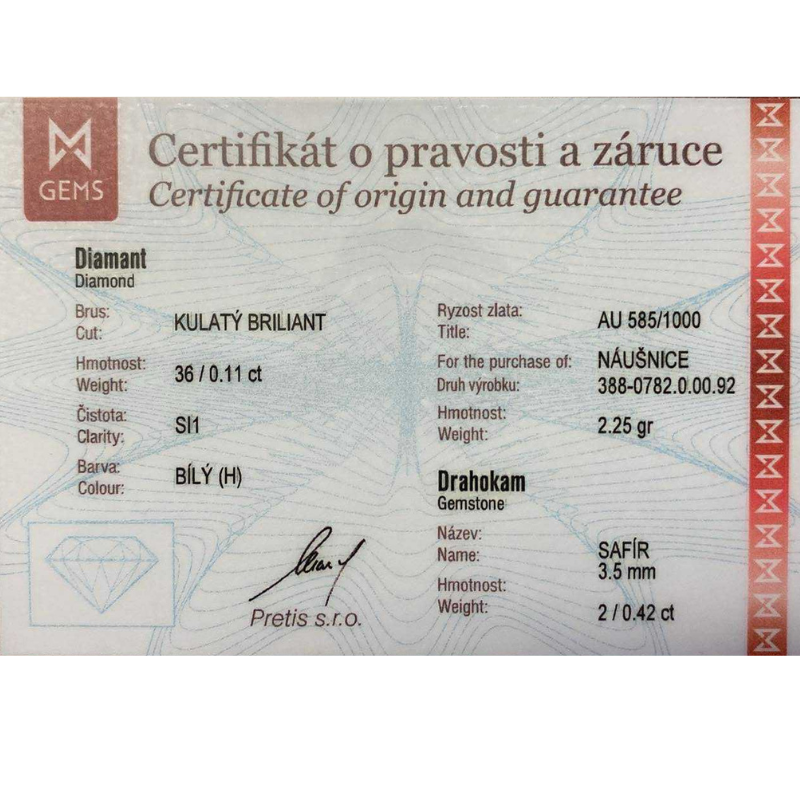 GEMS
Certifikát o pravosti a záruce
Certificate of origin and guarantee
Diamant
Diamond
Brus:
Cut:
KULATÝ BRILIANT
Hmotnost:
Weight:
36 / 0.11 ct
Čistota:
Clarity:
SI1
Barva:
Colour:
BÍLÝ (H)
Pretis s.r.o.
Ryzost zlata:
Title:
AU 585/1000
For the purchase of:
Druh výrobku:
NÁUŠNICE
388-0782.0.00.92
Hmotnost:
Weight:
2.25 gr
Drahokam
Gemstone
Název:
Name:
SAFÍR
3.5 mm
Hmotnost:
Weight:
2 / 0.42 ct